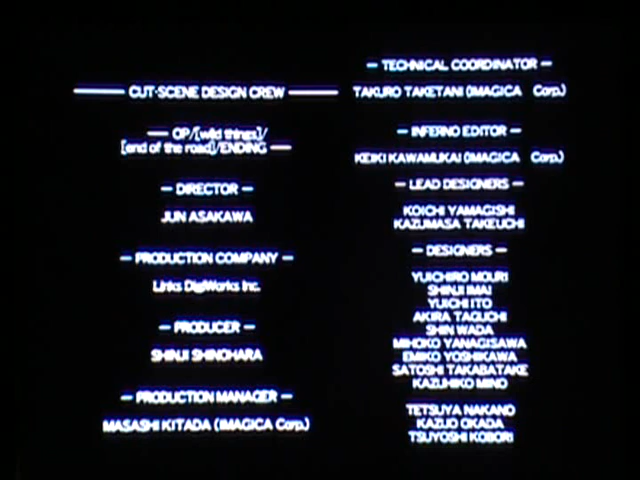 CUT-SCENE DESIGN CREW
OP/[wild things]/
[end of the road]/ENDING
DIRECTOR
JUN ASAKAWA
PRODUCTION COMPANY
Links DigiWorks Inc.
PRODUCER
SHINJI SHINOHARA
PRODUCTION MANAGER
MASASHI KITADA (IMAGICA Corp.)
TECHNICAL COORDINATOR
TAKURO TAKETANI (IMAGICA Corp.)
INFERNO EDITOR
KEIKI KAWAMUKAI (IMAGICA Corp.)
LEAD DESIGNERS
KOICHI YAMAGISHI
KAZUMASA TAKEUCHI
DESIGNERS
YUICHIRO MOURI
SHINJI IMAI
YUICHI ITO
AKIRA TAGUCHI
SHIN WADA
MIHOKO YANAGISAWA
EMIKO YOSHIKAWA
SATOSHI TAKABATAKE
KAZUHIKO MINO
TETSUYA NAKANO
KAZUO OKADA
TSUYOSHI KOBORI